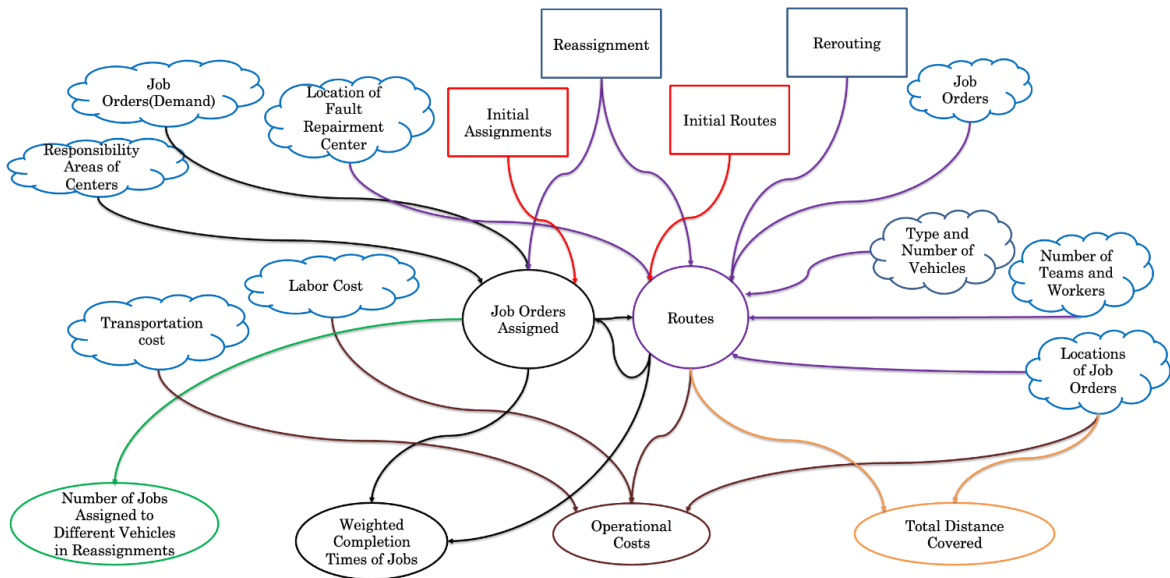 Reassignment
Rerouting
Job
Orders(Demand)
Location of
Fault
Repairment
Center
Initial
Assignments
Initial Routes
Job
Orders
Responsibility
Areas of
Centers
Type and
Number of
Vehicles
Number of
Teams and
Workers
Labor Cost
Transportation
cost
Job Orders
Assigned
Routes
Locations
of Job
Orders
Number of Jobs
Assigned to
Different Vehicles
in Reassignments
Weighted
Completion
Times of Jobs
Operational
Costs
Total Distance
Covered